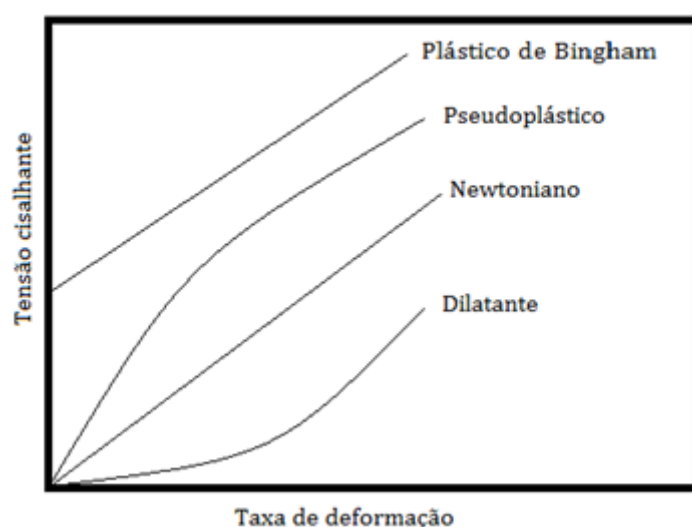 Plástico de Bingham
Pseudoplástico
Newtoniano
Dilatante
Tensão cisalhante
Taxa de deformação